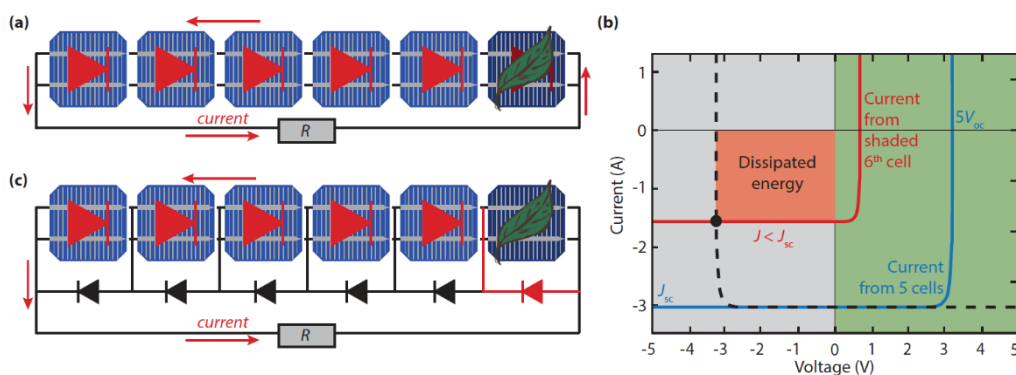 (a)
current
R
(c)
current
R
(b)
Current (A)
1
0
-1
-2
-3
Dissipated
energy
Current
from
shaded
6th cell
5Voc
J < Jsc
Jsc
Current
from 5 cells
-5 -4 -3 -2 -1 0 1 2 3 4 5
Voltage (V)